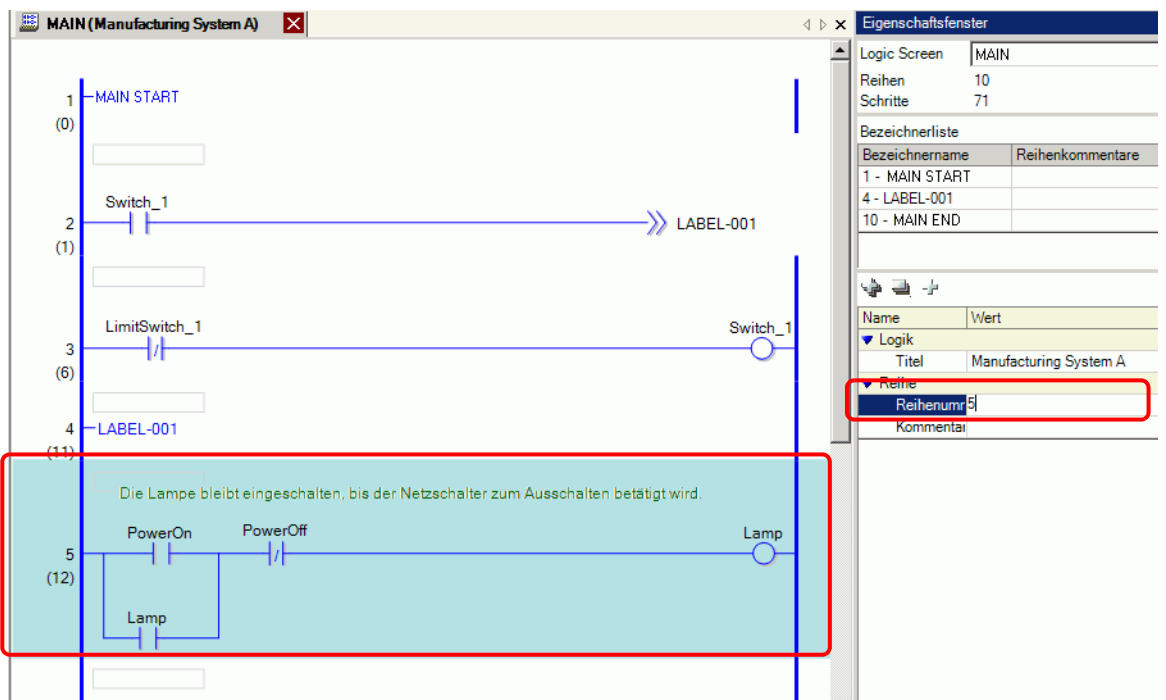 MAIN (Manufacturing System A)
1
MAIN START
(0)
Switch_1
2
LABEL-001
(1)
LimitSwitch_1
Switch_1
3
(6)
4
LABEL-001
(11)
Die Lampe bleibt eingeschalten, bis der Netzschalter zum Ausschalten betätigt wird.
PowerOn
PowerOff
Lamp
5
(12)
Lamp
Eigenschaftsfenster
Logic Screen MAIN
Reihen 10
Schritte 71
Bezeichnerliste
Bezeichnername Reihenkommentare
1 - MAIN START
4 - LABEL-001
10 - MAIN END
Name Wert
Logik
Titel Manufacturing System A
Reihe
Reihenumr 5
Kommentar